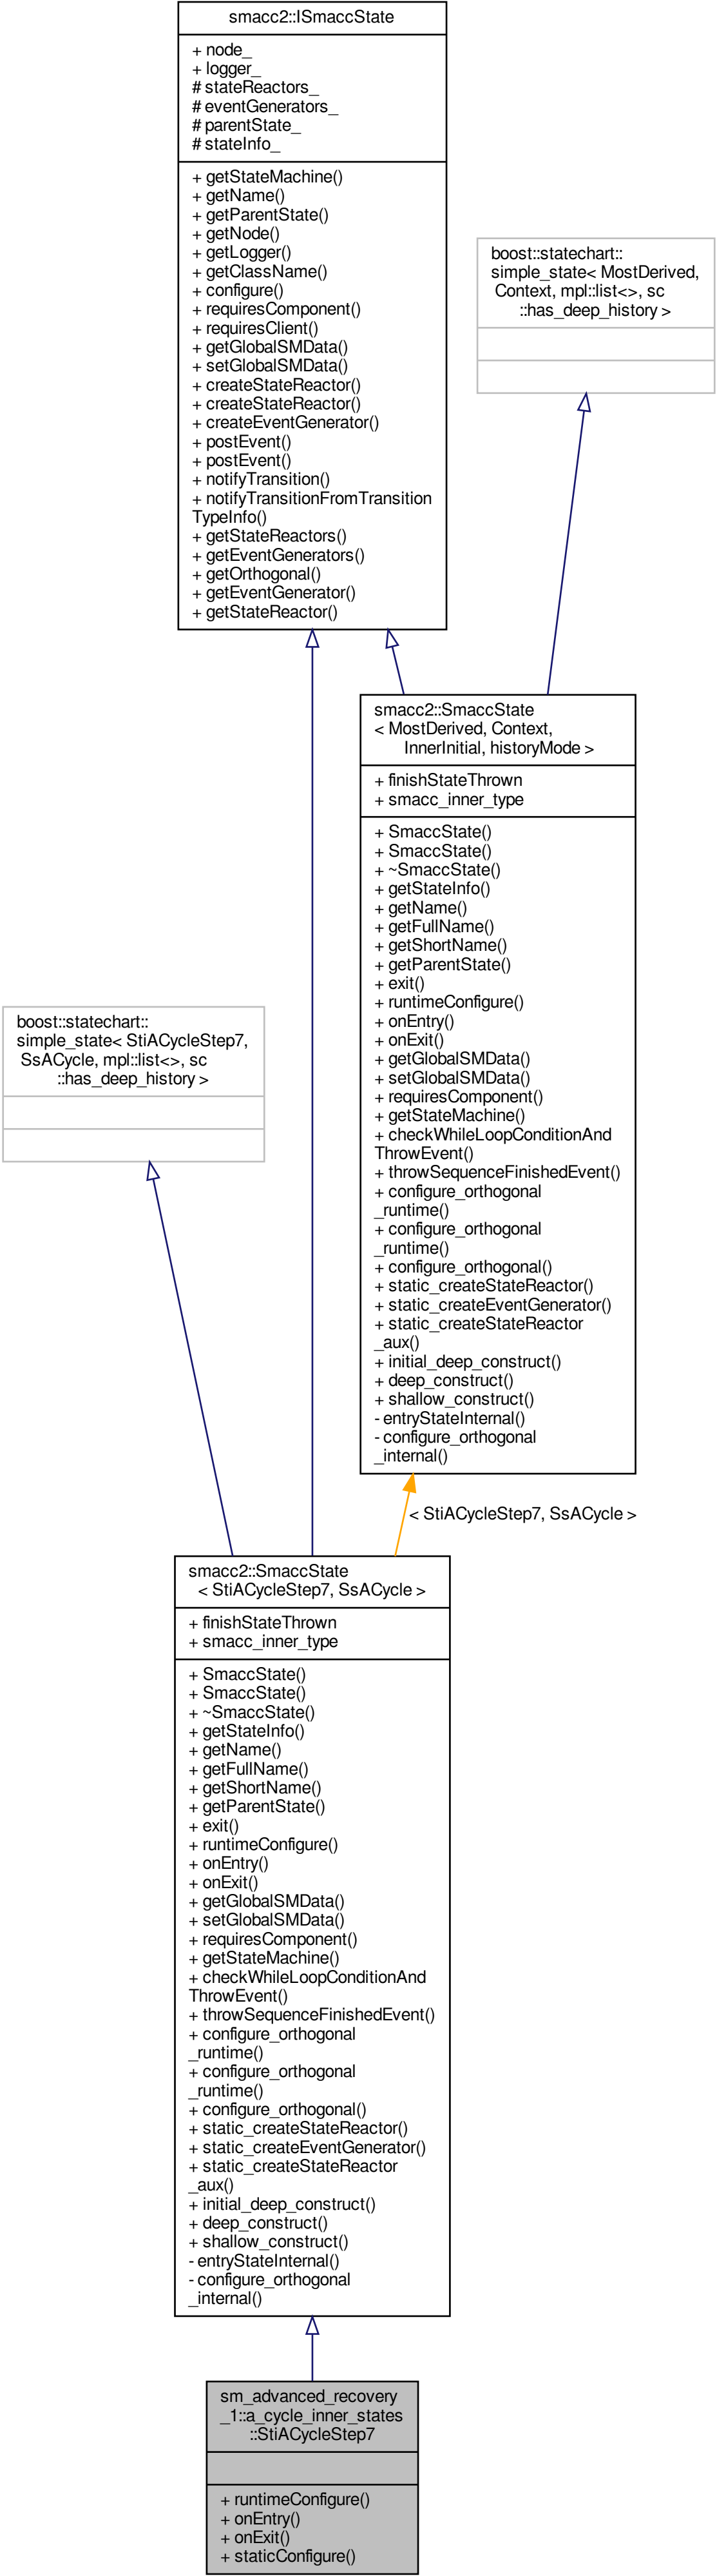 smacc2::ISmaccState
+ node_
+ logger_
# stateReactors_
# eventGenerators_
# parentState_
# stateInfo_
+ getStateMachine()
+ getName()
+ getParentState()
+ getNode()
+ getLogger()
+ getClassName()
+ configure()
+ requiresComponent()
+ requiresClient()
+ getGlobalSMData()
+ setGlobalSMData()
+ createStateReactor()
+ createStateReactor()
+ createEventGenerator()
+ postEvent()
+ postEvent()
+ notifyTransition()
+ notifyTransitionFromTransition
TypeInfo()
+ getStateReactors()
+ getEventGenerators()
+ getOrthogonal()
+ getEventGenerator()
+ getStateReactor()
boost::statechart::
simple_state< MostDerived,
Context, mpl::list<>, sc
::has_deep_history >
smacc2::SmaccState
< MostDerived, Context,
InnerInitial, historyMode >
+ finishStateThrown
+ smacc_inner_type
+ SmaccState()
+ SmaccState()
+ ~SmaccState()
+ getStateInfo()
+ getName()
+ getFullName()
+ getShortName()
+ getParentState()
+ exit()
+ runtimeConfigure()
+ onEntry()
+ onExit()
+ getGlobalSMData()
+ setGlobalSMData()
+ requiresComponent()
+ getStateMachine()
+ checkWhileLoopConditionAnd
ThrowEvent()
+ throwSequenceFinishedEvent()
+ configure_orthogonal
_runtime()
+ configure_orthogonal
_runtime()
+ configure_orthogonal()
+ static_createStateReactor()
+ static_createEventGenerator()
+ static_createStateReactor
_aux()
+ initial_deep_construct()
+ deep_construct()
+ shallow_construct()
- entryStateInternal()
- configure_orthogonal
_internal()
boost::statechart::
simple_state< StiACycleStep7,
SsACycle, mpl::list<>, sc
::has_deep_history >
< StiACycleStep7, SsACycle >
smacc2::SmaccState
< StiACycleStep7, SsACycle >
+ finishStateThrown
+ smacc_inner_type
+ SmaccState()
+ SmaccState()
+ ~SmaccState()
+ getStateInfo()
+ getName()
+ getFullName()
+ getShortName()
+ getParentState()
+ exit()
+ runtimeConfigure()
+ onEntry()
+ onExit()
+ getGlobalSMData()
+ setGlobalSMData()
+ requiresComponent()
+ getStateMachine()
+ checkWhileLoopConditionAnd
ThrowEvent()
+ throwSequenceFinishedEvent()
+ configure_orthogonal
_runtime()
+ configure_orthogonal
_runtime()
+ configure_orthogonal()
+ static_createStateReactor()
+ static_createEventGenerator()
+ static_createStateReactor
_aux()
+ initial_deep_construct()
+ deep_construct()
+ shallow_construct()
- entryStateInternal()
- configure_orthogonal
_internal()
sm_advanced_recovery
_1::a_cycle_inner_states
::StiACycleStep7
+ runtimeConfigure()
+ onEntry()
+ onExit()
+ staticConfigure()